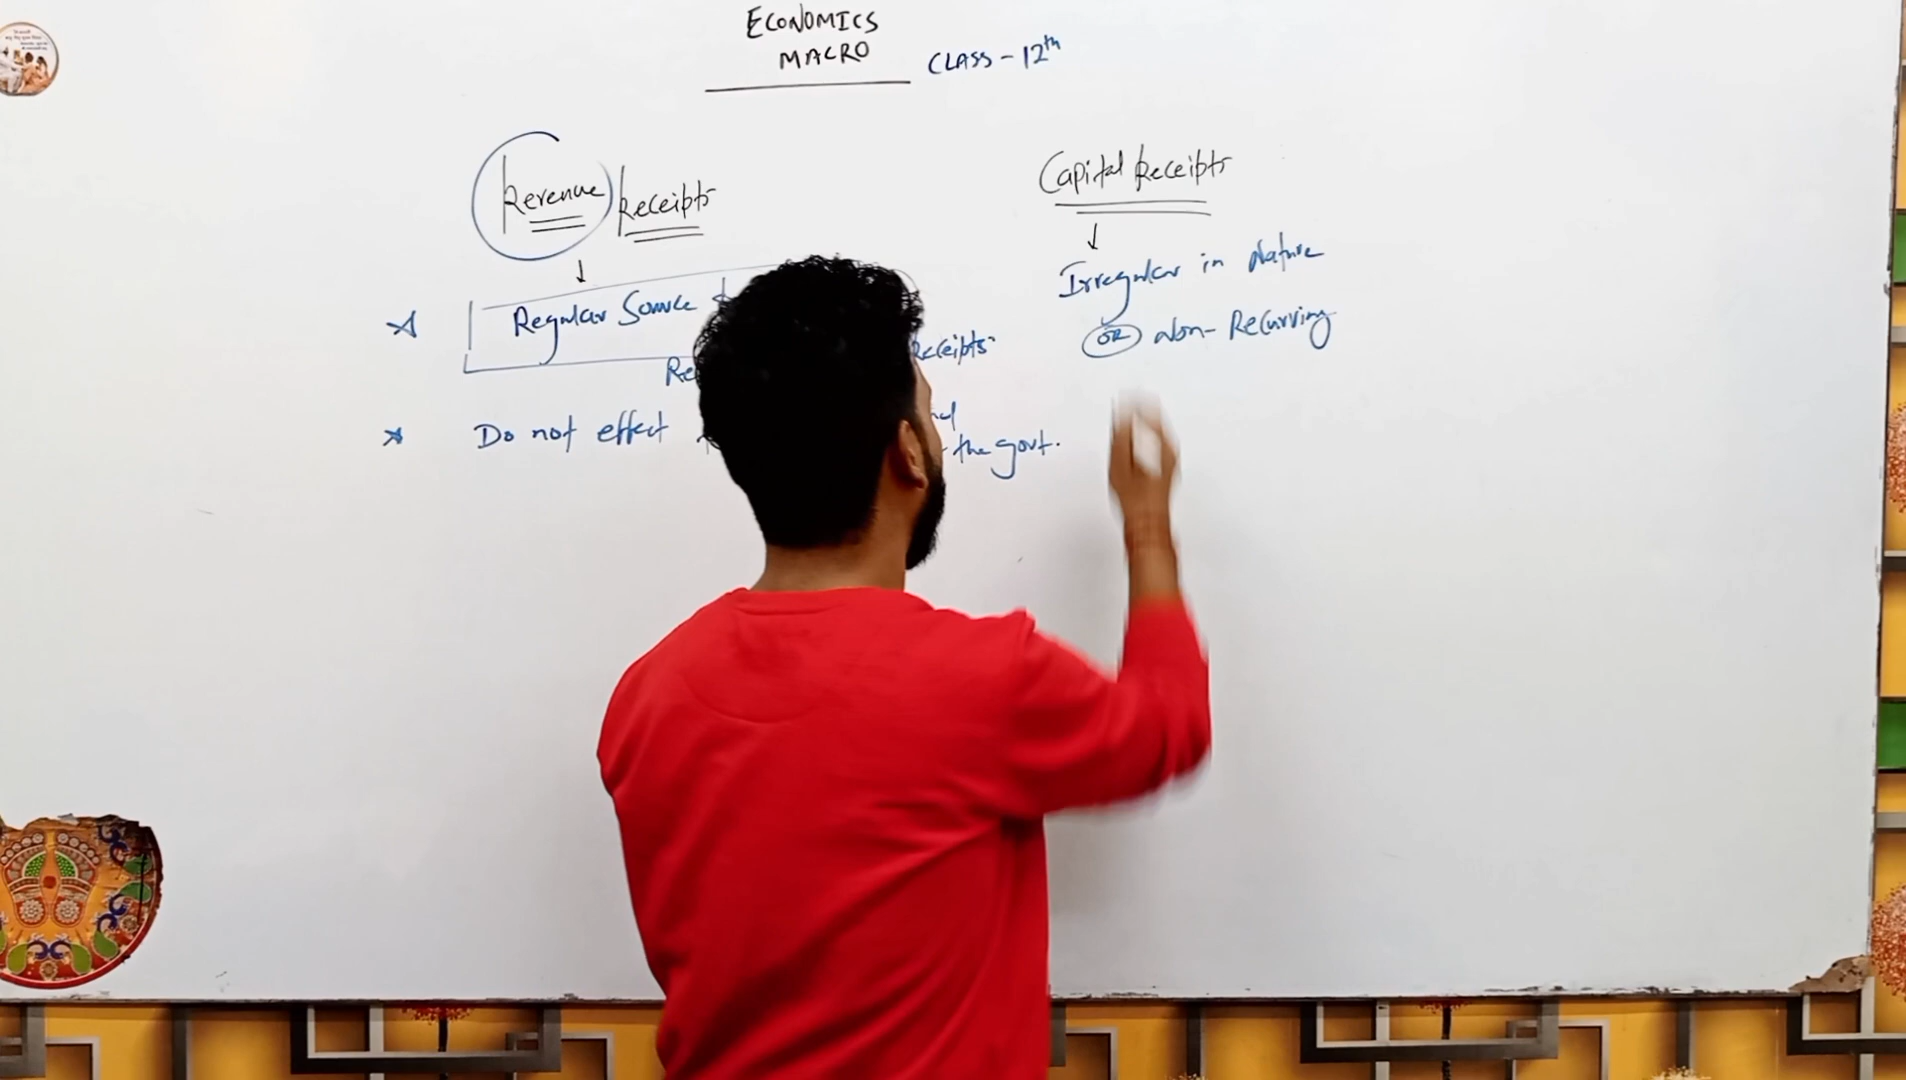 ECONOMICS
MACRO
CLASS - 12th
Revenue Receipts
Capital Receipts
Regular Source
Receipts
Do not effect
the govt.
Irregular in Nature
OR Non-Recurring